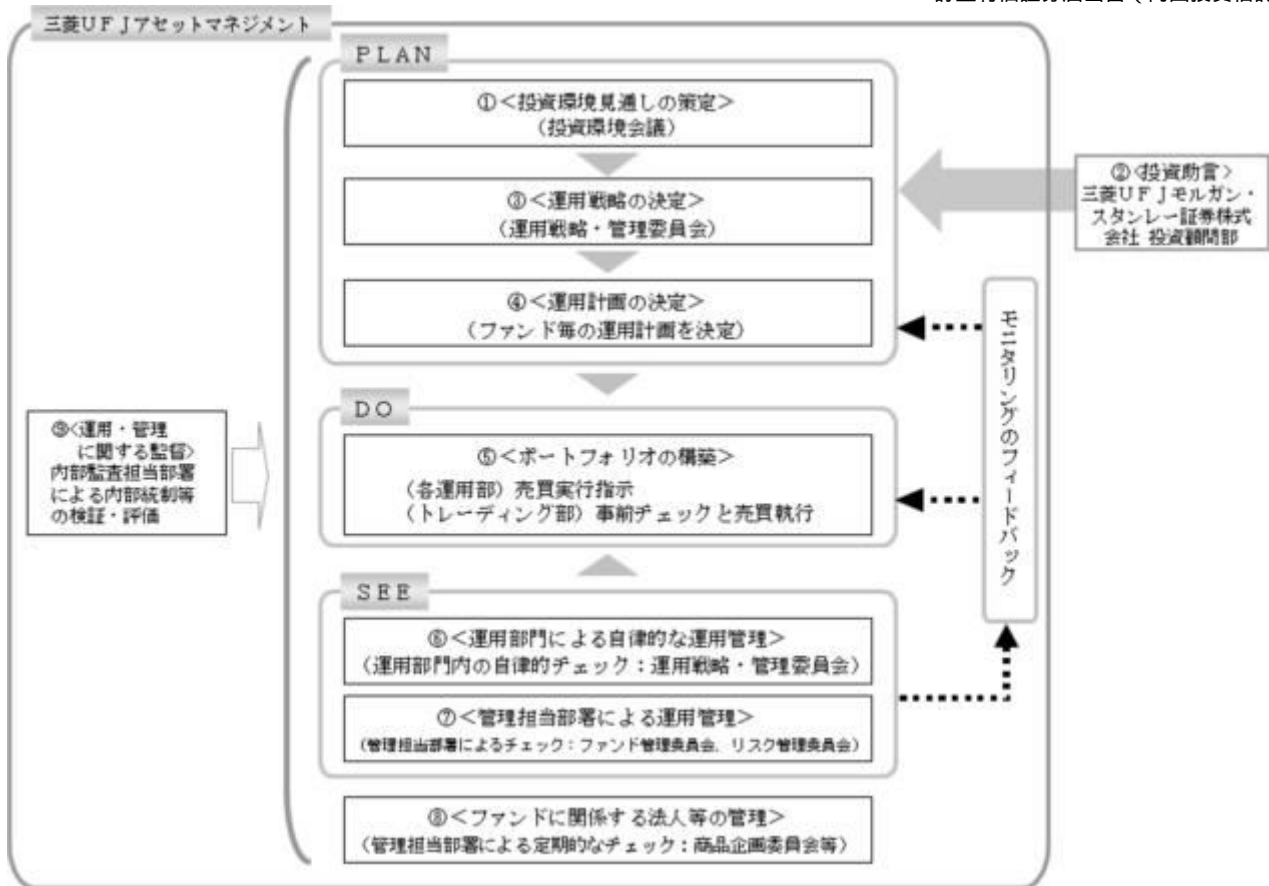 三菱UFJアセットマネジメント
PLAN
①<投資環境見通しの策定>
(投資環境会議)
②<投資助言>
三菱UFJモルガン・
スタンレー証券株式
会社 投資顧問部
③<運用戦略の決定>
(運用戦略・管理委員会)
④<運用計画の決定>
(ファンド毎の運用計画を決定)
モニタリングのフィードバック
DO
⑤<ポートフォリオの構築>
(各運用部) 売買実行指示
(トレーディング部) 事前チェックと売買執行
⑨<運用・管理
に関する監督>
内部監査担当部署
による内部統制等
の検証・評価
SEE
⑥<運用部門による自律的な運用管理>
(運用部門内の自律的チェック:運用戦略・管理委員会)
⑦<管理担当部署による運用管理>
(管理担当部署によるチェック:ファンド管理委員会、リスク管理委員会)
⑧<ファンドに関係する法人等の管理>
(管理担当部署による定期的なチェック:商品企画委員会等)